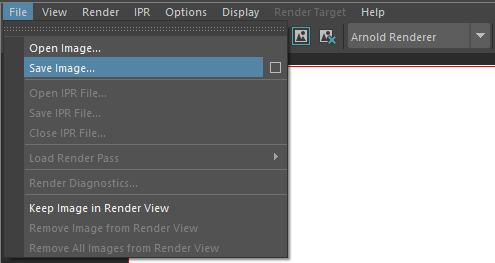 File View Render IPR Options Display Render Target Help
Arnold Renderer
Open Image...
Save Image...
Open IPR File...
Save IPR File...
Close IPR File...
Load Render Pass
Render Diagnostics...
Keep Image in Render View
Remove Image from Render View
Remove All Images from Render View